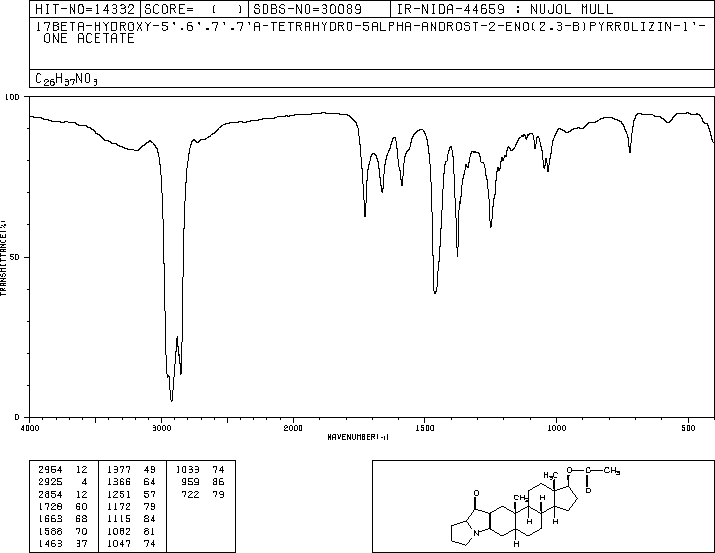 HIT-NO=14332 SCORE= ( ) SDBS-NO=30089 IR-NIDA-44659 : NUJOL MULL
17BETA-HYDROXY-5'.6'.7'.7'A-TETRAHYDRO-5ALPHA-ANDROST-2-ENO(2.3-B)PYRROLIZIN-1'-
ONE ACETATE
C26H37NO3
100
50
0
TRANSMITTANCE(%)
4000 3000 2000 1500 1000 500
WAVENUMBER(-1)
2964 12 1377 49 1033 74
2925 4 1366 64 959 86
2854 12 1251 57 722 79
1728 60 1172 79
1663 68 1115 84
1588 70 1082 81
1463 37 1047 74
H3C O C CH3
O
O CH3 H
H H
N H